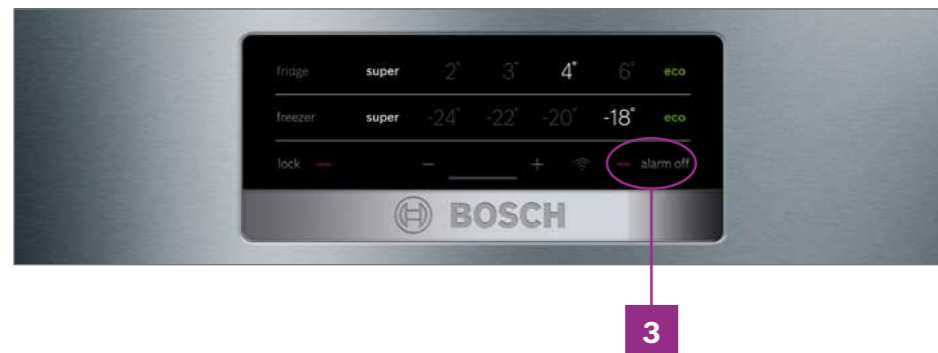 fridge super 2° 3° 4° 6° eco
freezer super -24° -22° -20° -18° eco
lock − − + − alarm off
BOSCH
3